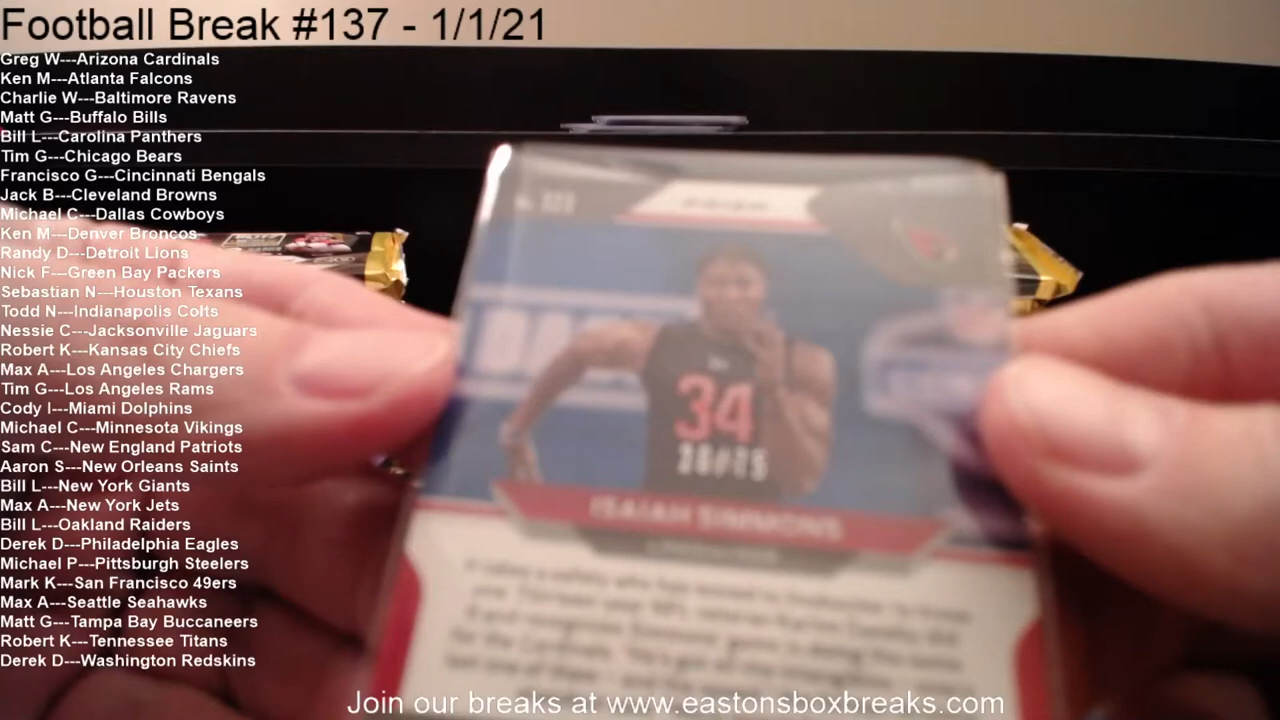 Football Break #137 - 1/1/21
Greg W---Arizona Cardinals
Ken M---Atlanta Falcons
Charlie W---Baltimore Ravens
Matt G---Buffalo Bills
Bill L---Carolina Panthers
Tim G---Chicago Bears
Francisco G---Cincinnati Bengals
Jack B---Cleveland Browns
Michael C---Dallas Cowboys
Ken M---Denver Broncos
Randy D---Detroit Lions
Nick F---Green Bay Packers
Sebastian N---Houston Texans
Todd N---Indianapolis Colts
Nessie C---Jacksonville Jaguars
Robert K---Kansas City Chiefs
Max A---Los Angeles Chargers
Tim G---Los Angeles Rams
Cody I---Miami Dolphins
Michael C---Minnesota Vikings
Sam C---New England Patriots
Aaron S---New Orleans Saints
Bill L---New York Giants
Max A---New York Jets
Bill L---Oakland Raiders
Derek D---Philadelphia Eagles
Michael P---Pittsburgh Steelers
Mark K---San Francisco 49ers
Max A---Seattle Seahawks
Matt G---Tampa Bay Buccaneers
Robert K---Tennessee Titans
Derek D---Washington Redskins
34
ISAIAH SIMMONS
Join our breaks at www.eastonsboxbreaks.com